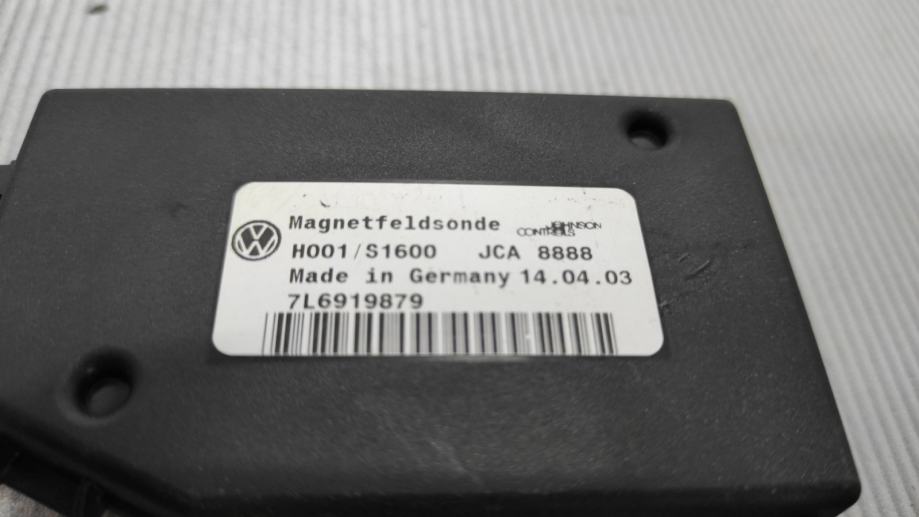 Magnetfeldsonde JOHNSON CONTROLS
H001/S1600 JCA 8888
Made in Germany 14.04.03
7L6919879